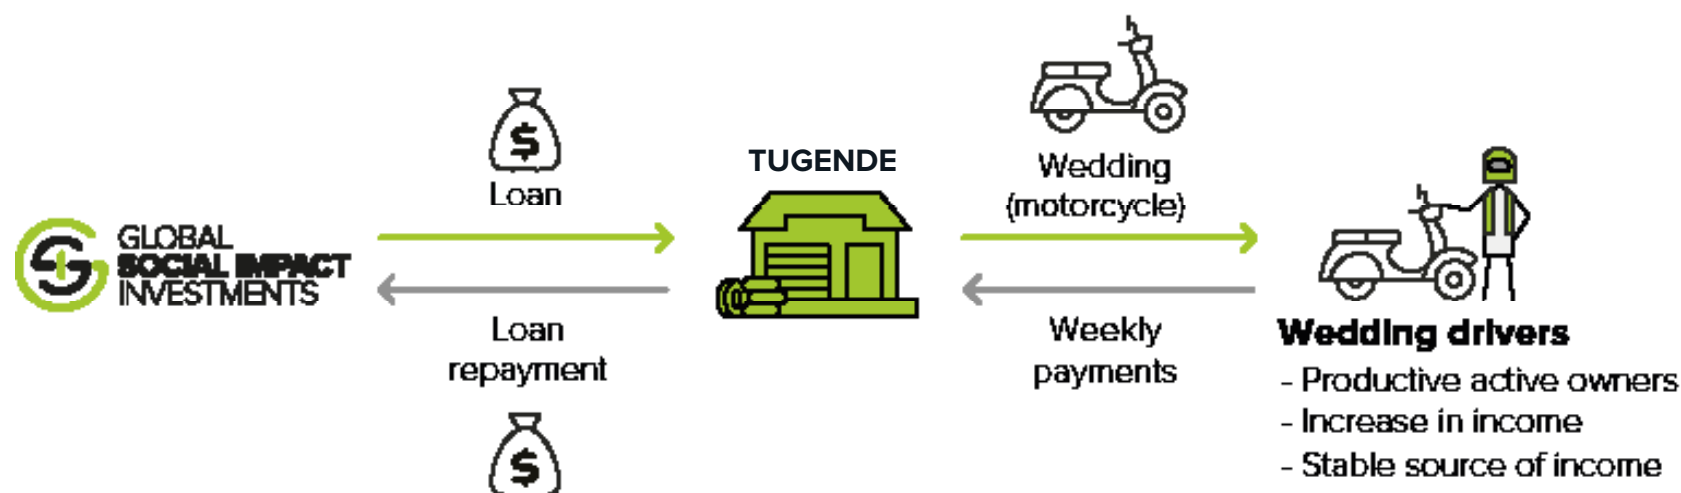 GLOBAL
SOCIAL IMPACT
INVESTMENTS
$
Loan
Loan
repayment
$
TUGENDE
Wedding
(motorcycle)
Weekly
payments
Wedding drivers
- Productive active owners
- Increase in income
- Stable source of income